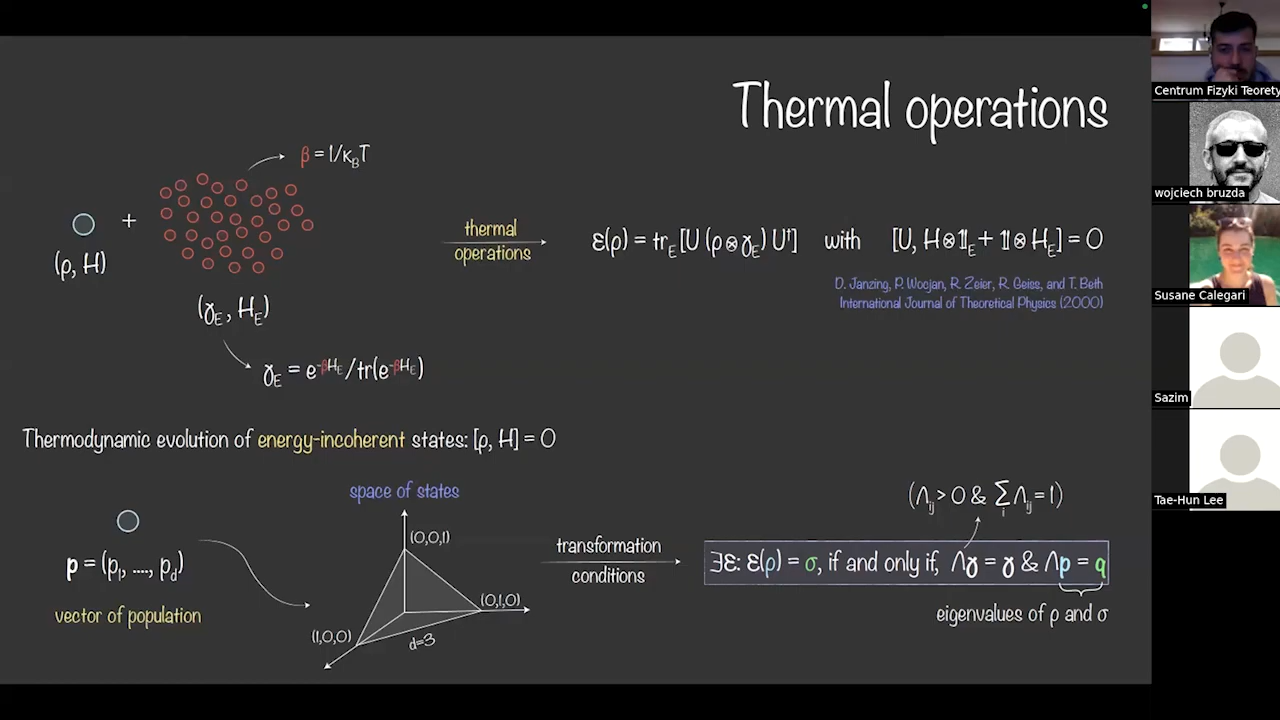 Thermal operations
β = 1/κ_B T
+
(ρ, H)
(γ_E, H_E)
γ_E = e^{-βH_E}/tr(e^{-βH_E})
thermal
operations
ε(ρ) = tr_E [U (ρ⊗γ_E) U†] with [U, H⊗𝟙_E + 𝟙⊗H_E] = 0
D. Janzing, P. Wocjan, R. Zeier, R. Geiss, and T. Beth
International Journal of Theoretical Physics (2000)
Thermodynamic evolution of energy-incoherent states: [ρ, H] = 0
p = (p_1, ...., p_d)
vector of population
space of states
(0,0,1)
(0,1,0)
(1,0,0)
d=3
transformation
conditions
(Λ_ij > 0 & Σ_i Λ_ij = 1)
∃ε: ε(ρ) = σ, if and only if, Λγ = γ & Λp = q
eigenvalues of ρ and σ
Centrum Fizyki Teorety
wojciech bruzda
Susane Calegari
Sazim
Tae-Hun Lee